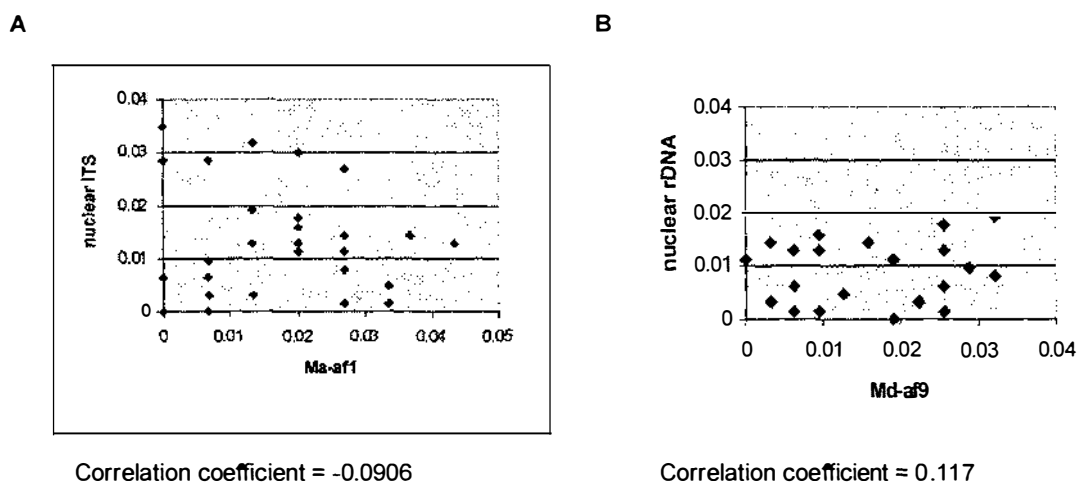 A
B
0.04
0.03
0.02
0.01
0
nuclear ITS
0 0.01 0.02 0.03 0.04 0.05
Ma-af1
0.04
0.03
0.02
0.01
0
nuclear rDNA
0 0.01 0.02 0.03 0.04
Md-af9
Correlation coefficient = -0.0906
Correlation coefficient = 0.117